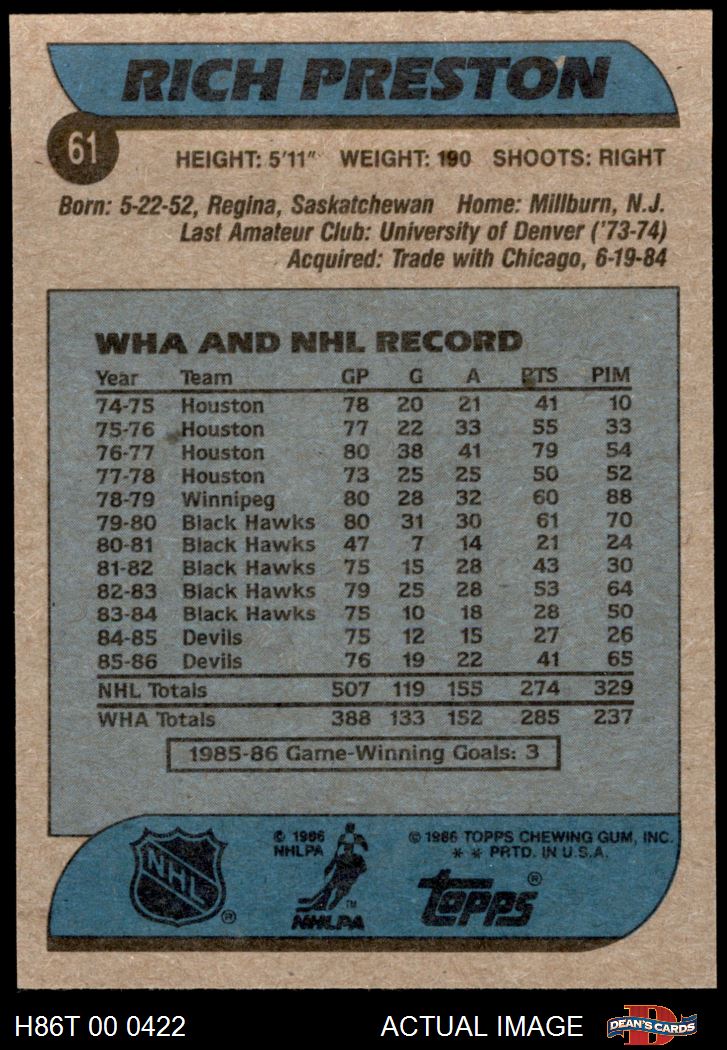 RICH PRESTON
61
HEIGHT: 5'11" WEIGHT: 190 SHOOTS: RIGHT
Born: 5-22-52, Regina, Saskatchewan Home: Millburn, N.J.
Last Amateur Club: University of Denver ('73-74)
Acquired: Trade with Chicago, 6-19-84
WHA AND NHL RECORD
Year Team GP G A PTS PIM
74-75 Houston 78 20 21 41 10
75-76 Houston 77 22 33 55 33
76-77 Houston 80 38 41 79 54
77-78 Houston 73 25 25 50 52
78-79 Winnipeg 80 28 32 60 88
79-80 Black Hawks 80 31 30 61 70
80-81 Black Hawks 47 7 14 21 24
81-82 Black Hawks 75 15 28 43 30
82-83 Black Hawks 79 25 28 53 64
83-84 Black Hawks 75 10 18 28 50
84-85 Devils 75 12 15 27 26
85-86 Devils 76 19 22 41 65
NHL Totals 507 119 155 274 329
WHA Totals 388 133 152 285 237
1985-86 Game-Winning Goals: 3
© 1986
NHLPA
© 1986 TOPPS CHEWING GUM, INC.
* * PRTD. IN U.S.A.
NHL ®
NHLPA ™
topps ®
H86T 00 0422 ACTUAL IMAGE
D
DEAN'S CARDS